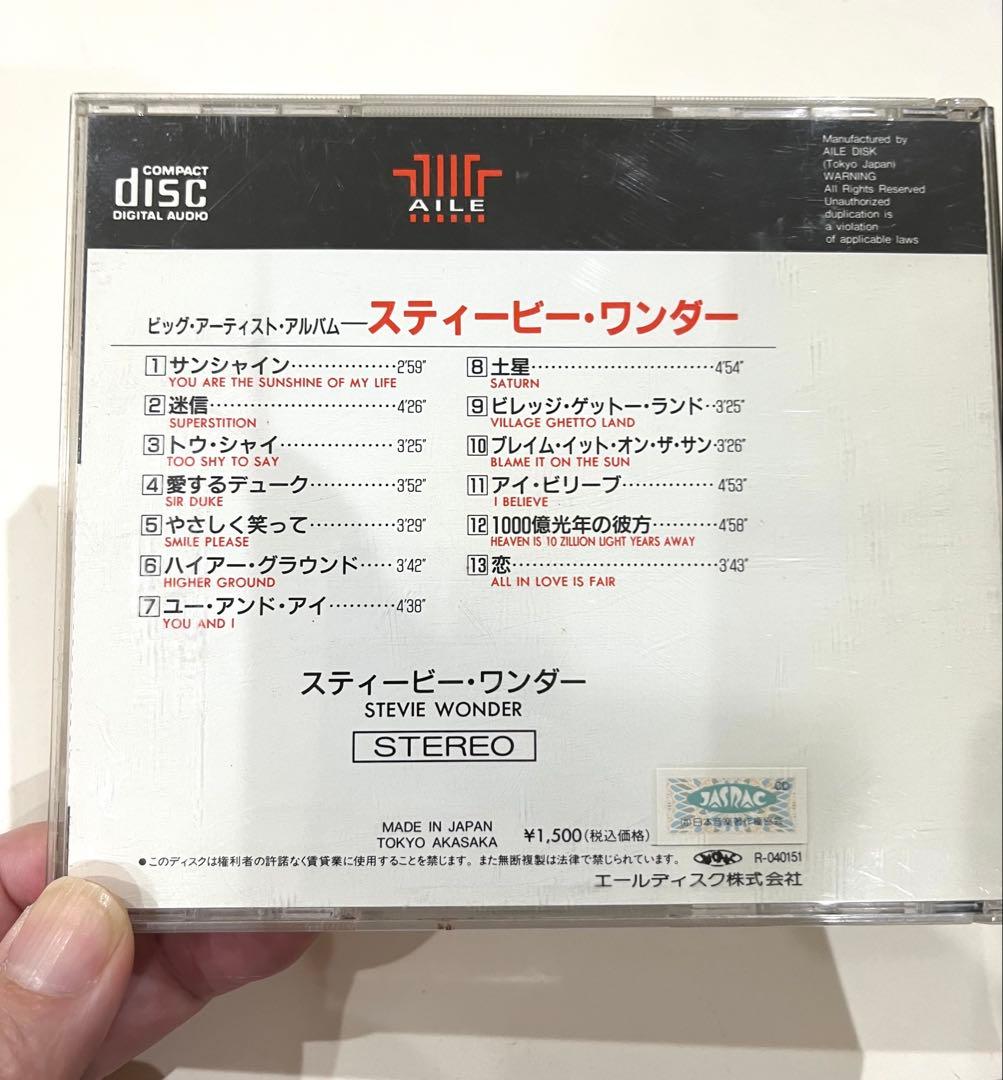 COMPACT
disc
DIGITAL AUDIO
AILE
Manufactured by
AILE DISK
(Tokyo Japan)
WARNING
All Rights Reserved
Unauthorized
duplication is
a violation
of applicable laws
ビッグ・アーティスト・アルバム—スティービー・ワンダー
1 サンシャイン················2'59"
YOU ARE THE SUNSHINE OF MY LIFE
2 迷信····························4'26"
SUPERSTITION
3 トウ・シャイ·················3'25"
TOO SHY TO SAY
4 愛するデューク·············3'52"
SIR DUKE
5 やさしく笑って·············3'29"
SMILE PLEASE
6 ハイアー・グラウンド·····3'42"
HIGHER GROUND
7 ユー・アンド・アイ··········4'38"
YOU AND I
8 土星···························4'54"
SATURN
9 ビレッジ・ゲットー・ランド··3'25"
VILLAGE GHETTO LAND
10 ブレイム・イット・オン・ザ・サン·3'26"
BLAME IT ON THE SUN
11 アイ・ビリーブ··············4'53"
I BELIEVE
12 1000億光年の彼方··········4'58"
HEAVEN IS 10 ZILLION LIGHT YEARS AWAY
13 恋······························3'43"
ALL IN LOVE IS FAIR
スティービー・ワンダー
STEVIE WONDER
STEREO
CD
JASRAC
MADE IN JAPAN
TOKYO AKASAKA
¥1,500(税込価格)
●このディスクは権利者の許諾なく賃貸業に使用することを禁じます。また無断複製は法律で禁じられています。
R-040151
エールディスク株式会社